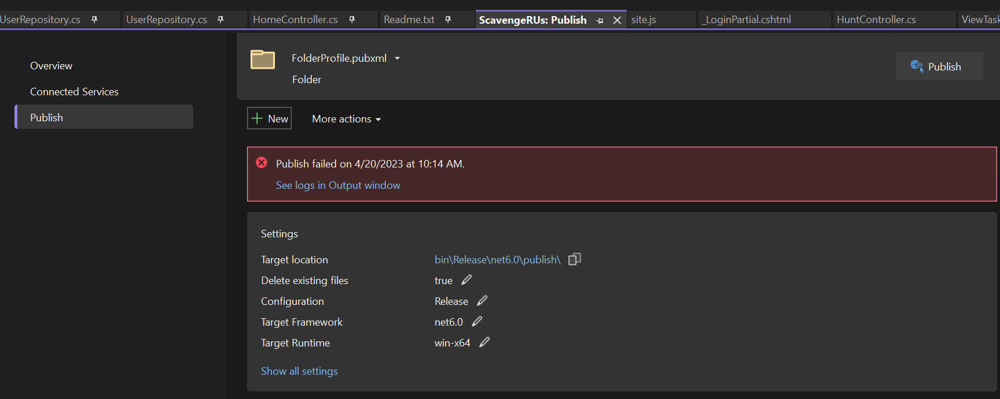 UserRepository.cs UserRepository.cs HomeController.cs Readme.txt ScavengeRUs: Publish site.js _LoginPartial.cshtml HuntController.cs ViewTask
Overview
Connected Services
Publish
FolderProfile.pubxml
Folder
Publish
New More actions
Publish failed on 4/20/2023 at 10:14 AM.
See logs in Output window
Settings
Target location bin\Release\net6.0\publish\
Delete existing files true
Configuration Release
Target Framework net6.0
Target Runtime win-x64
Show all settings